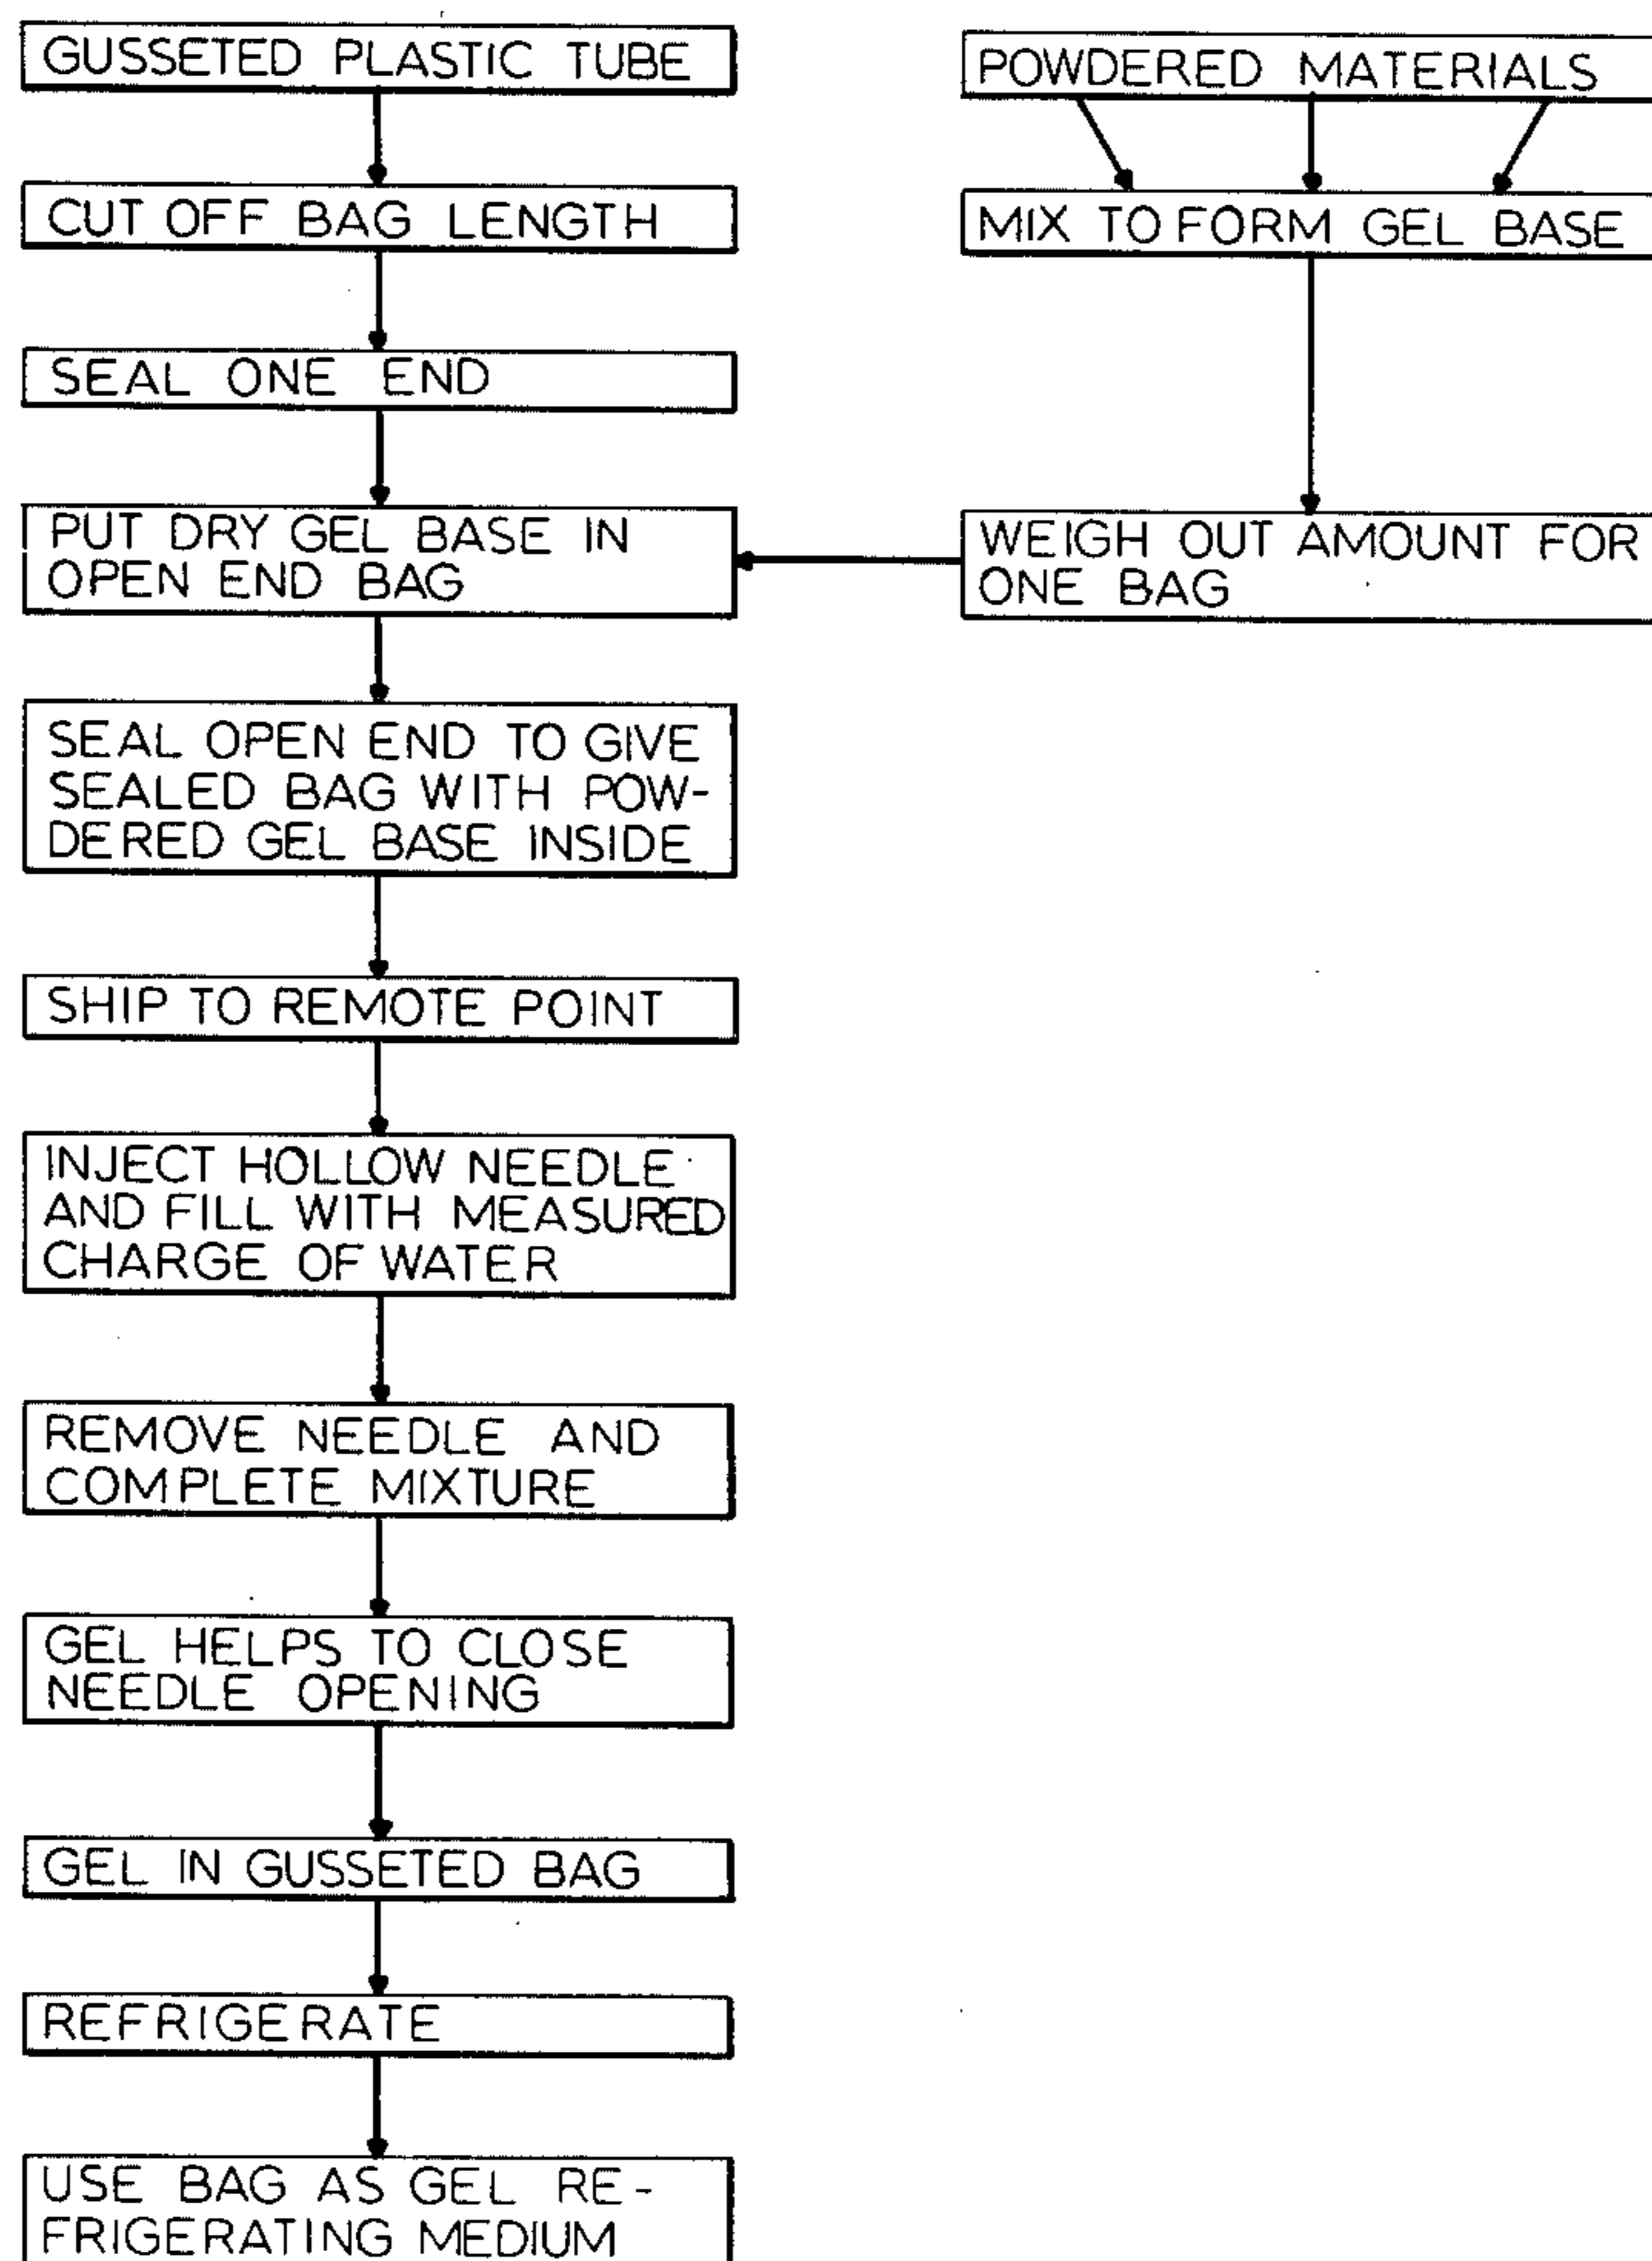 GUSSETED PLASTIC TUBE
CUT OFF BAG LENGTH
SEAL ONE END
PUT DRY GEL BASE IN
OPEN END BAG
SEAL OPEN END TO GIVE
SEALED BAG WITH POW-
DERED GEL BASE INSIDE
SHIP TO REMOTE POINT
INJECT HOLLOW NEEDLE
AND FILL WITH MEASURED
CHARGE OF WATER
REMOVE NEEDLE AND
COMPLETE MIXTURE
GEL HELPS TO CLOSE
NEEDLE OPENING
GEL IN GUSSETED BAG
REFRIGERATE
USE BAG AS GEL RE-
FRIGERATING MEDIUM
POWDERED MATERIALS
MIX TO FORM GEL BASE
WEIGH OUT AMOUNT FOR
ONE BAG